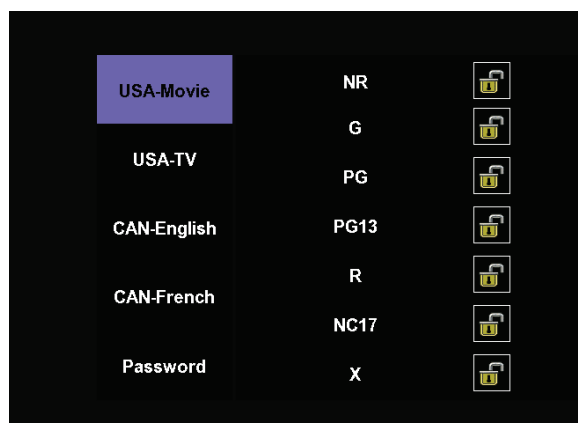 USA-Movie
USA-TV
CAN-English
CAN-French
Password
NR
G
PG
PG13
R
NC17
X